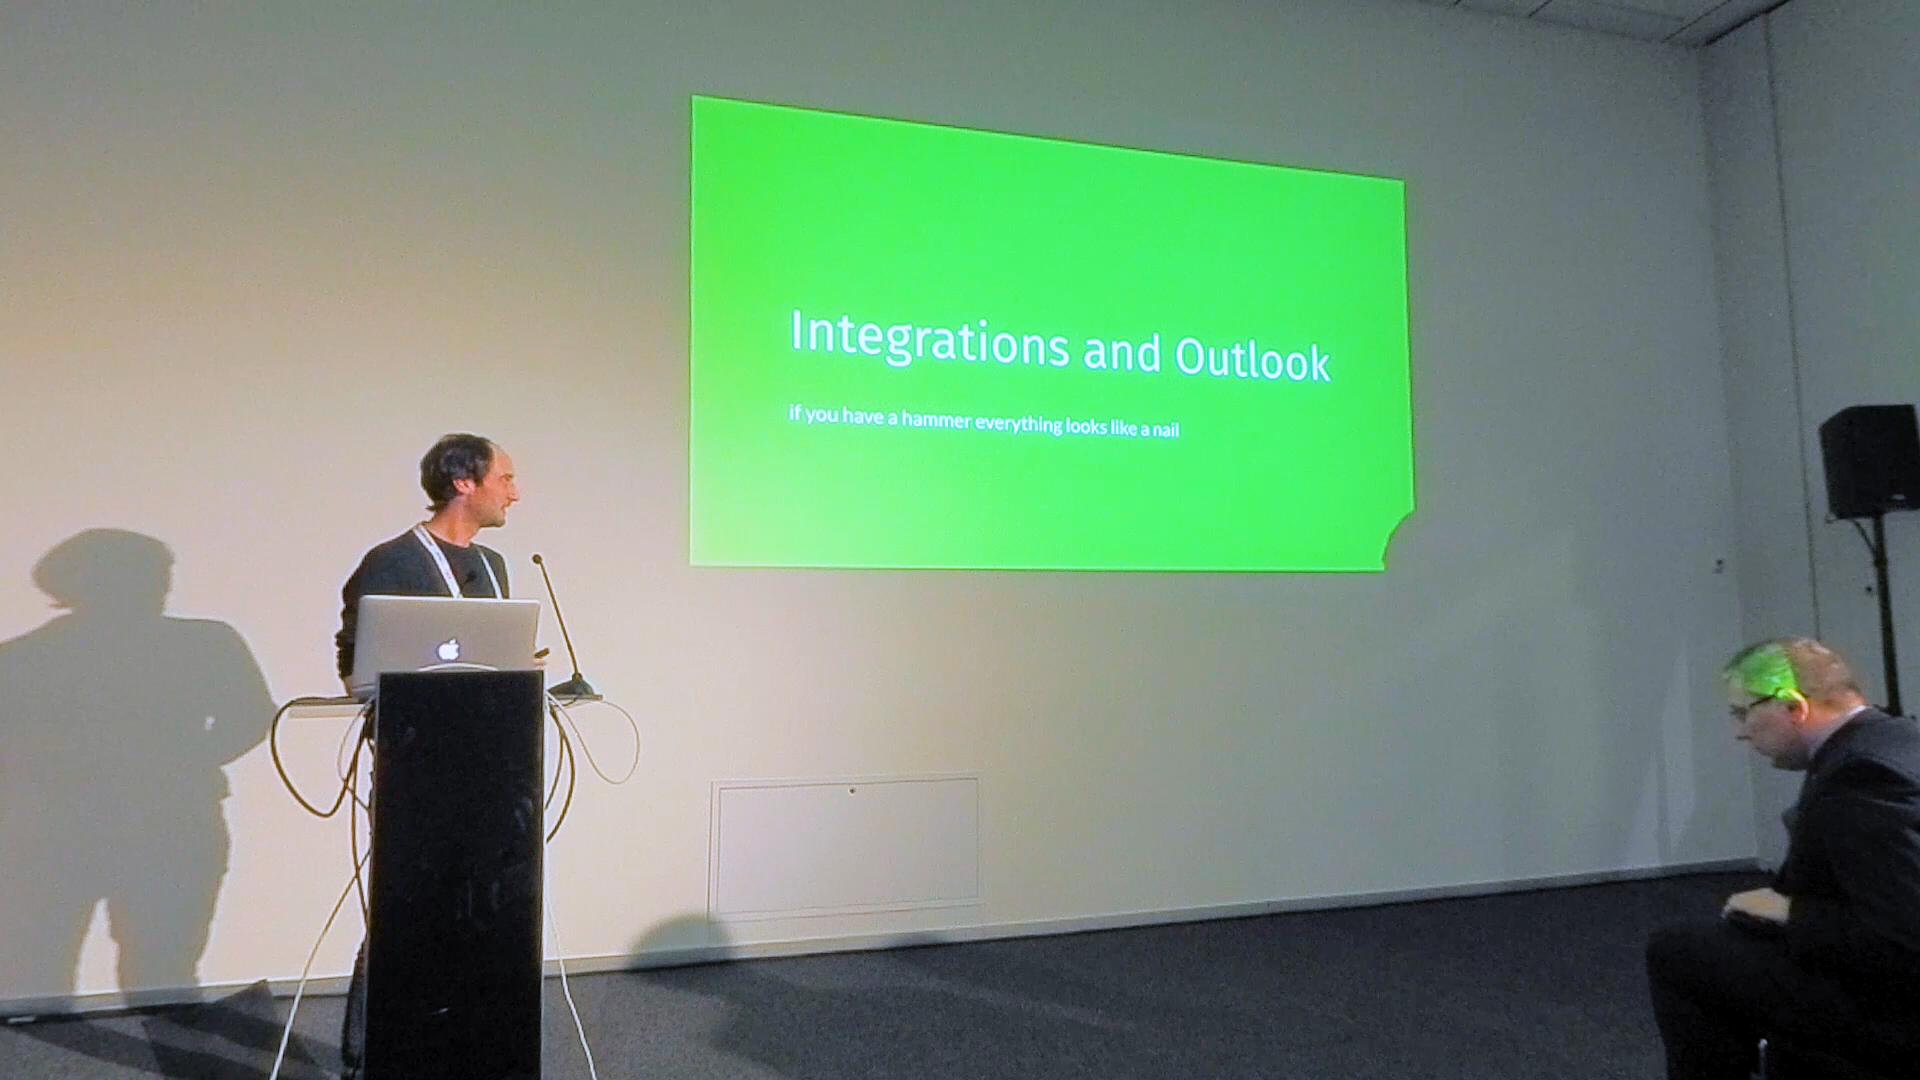 Integrations and Outlook
if you have a hammer everything looks like a nail